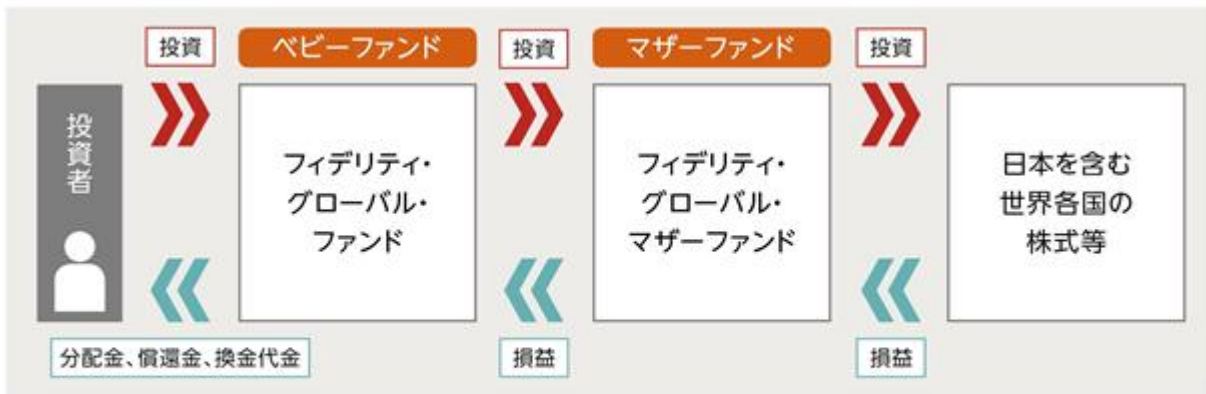 投資
ベビーファンド
投資
マザーファンド
投資
投資者
フィデリティ・
グローバル・
ファンド
フィデリティ・
グローバル・
マザーファンド
日本を含む
世界各国の
株式等
分配金、償還金、換金代金
損益
損益